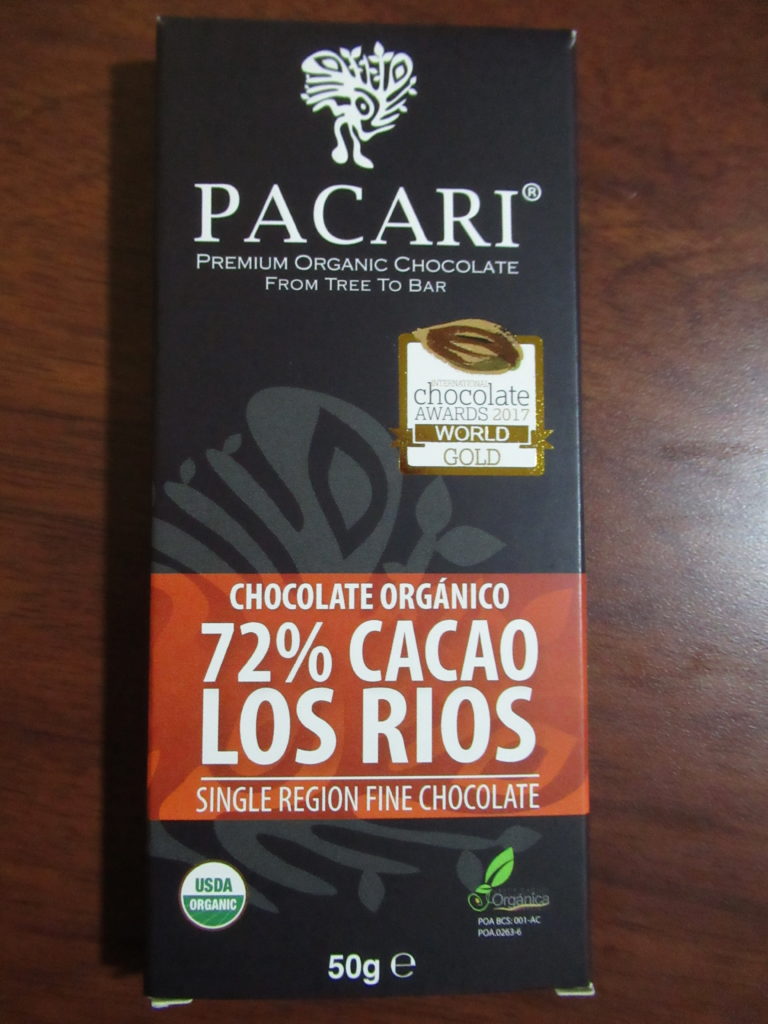 PACARI®
PREMIUM ORGANIC CHOCOLATE
FROM TREE TO BAR
INTERNATIONAL
chocolate
AWARDS 2017
WORLD
GOLD
CHOCOLATE ORGÁNICO
72% CACAO
LOS RIOS
SINGLE REGION FINE CHOCOLATE
USDA
ORGANIC
Orgánica
POA BCS: 001-AC
POA.0263-6
50g ℮